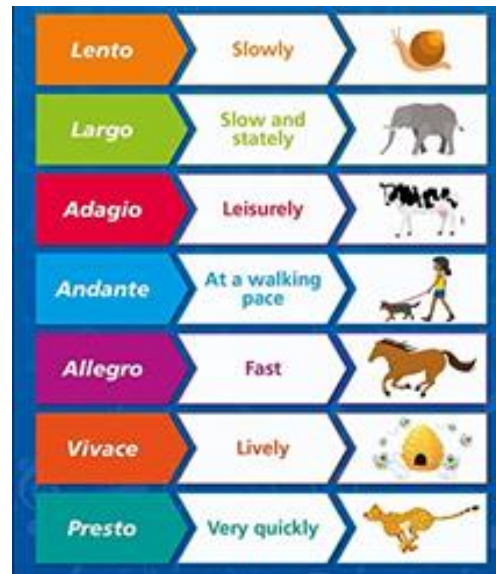 Lento
Slowly
Largo
Slow and
stately
Adagio
Leisurely
Andante
At a walking
pace
Allegro
Fast
Vivace
Lively
Presto
Very quickly